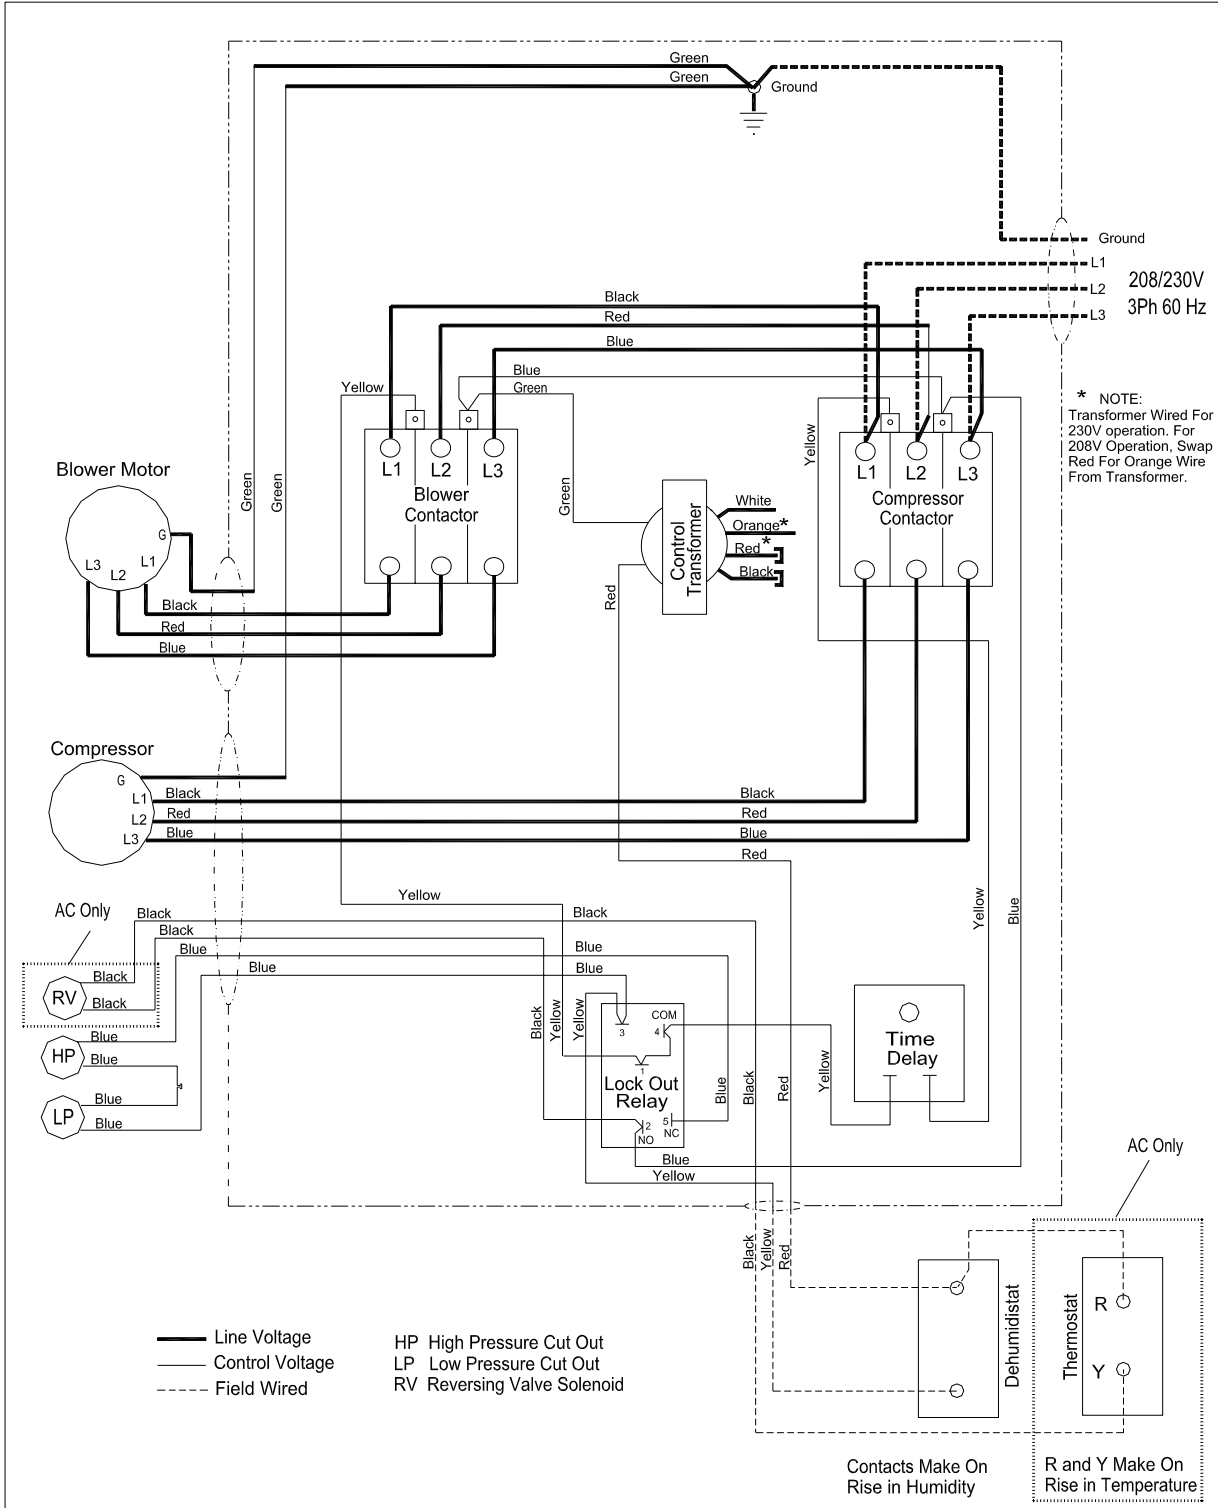 Green
Green
Ground
Ground
L1
L2
L3
208/230V
3Ph 60 Hz
Black
Red
Blue
Blue
Green
Yellow
* NOTE:
Transformer Wired For
230V operation. For
208V Operation, Swap
Red For Orange Wire
From Transformer.
Yellow
L1
L2
L3
Blower
Contactor
L1
L2
L3
Compressor
Contactor
Blower Motor
G
L1
L2
L3
Green
Green
Green
White
Orange*
Red*
Black
Control
Transformer
Red
Black
Red
Blue
Compressor
G
L1
L2
L3
Black
Red
Blue
Black
Red
Blue
Red
Yellow
AC Only
Black
Black
Black
Blue
Blue
Blue
Blue
Yellow
Blue
RV
Black
Black
HP
Blue
Blue
LP
Blue
Blue
Black
Yellow
Yellow
3
COM
4
1
Lock Out
Relay
2
NO
5
NC
Blue
Black
Red
Yellow
Time
Delay
Blue
Yellow
AC Only
Black
Yellow
Red
Dehumidistat
Thermostat
R
Y
Line Voltage
Control Voltage
Field Wired
HP High Pressure Cut Out
LP Low Pressure Cut Out
RV Reversing Valve Solenoid
Contacts Make On
Rise in Humidity
R and Y Make On
Rise in Temperature